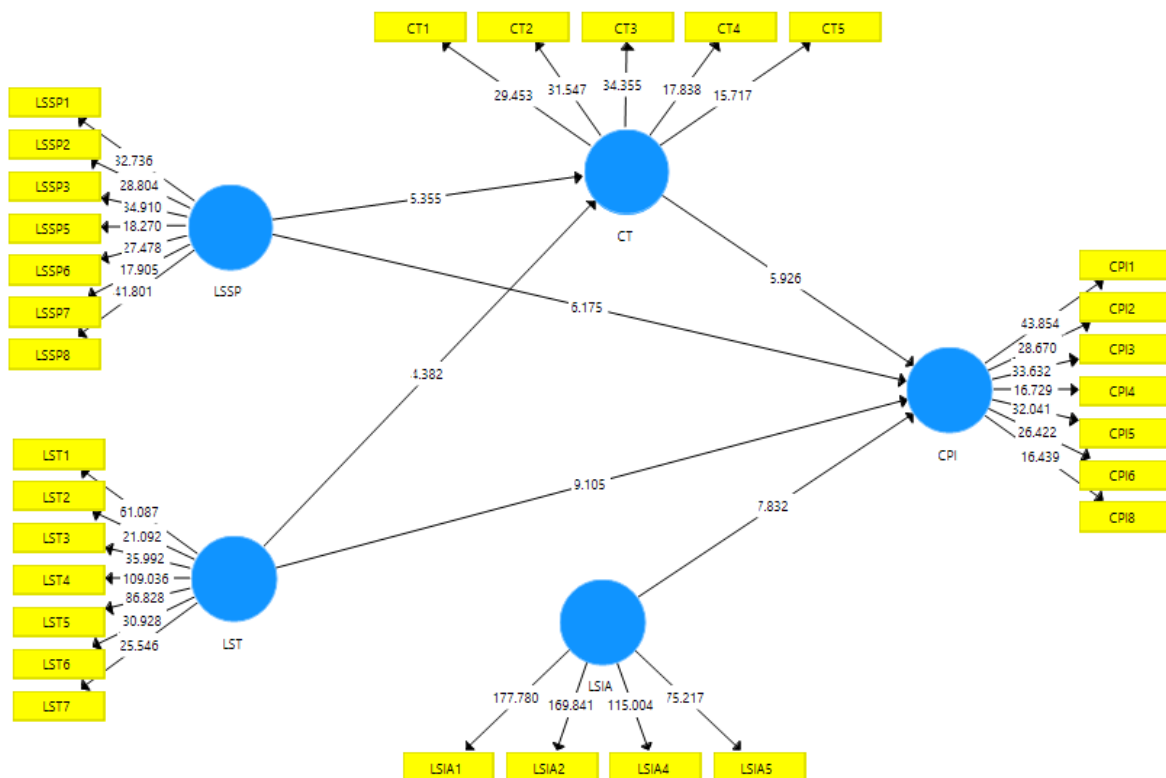 CT1
CT2
CT3
CT4
CT5
29.453
31.547
34.355
17.838
15.717
CT
LSSP1
LSSP2
LSSP3
LSSP5
LSSP6
LSSP7
LSSP8
32.736
28.804
34.910
18.270
27.478
17.905
41.801
LSSP
5.355
6.175
4.382
5.926
9.105
7.832
CPI1
CPI2
CPI3
CPI4
CPI5
CPI6
CPI8
43.854
28.670
33.632
16.729
32.041
26.422
16.439
CPI
LST1
LST2
LST3
LST4
LST5
LST6
LST7
61.087
21.092
35.992
109.036
86.828
30.928
25.546
LST
LSIA
177.780
169.841
115.004
75.217
LSIA1
LSIA2
LSIA4
LSIA5